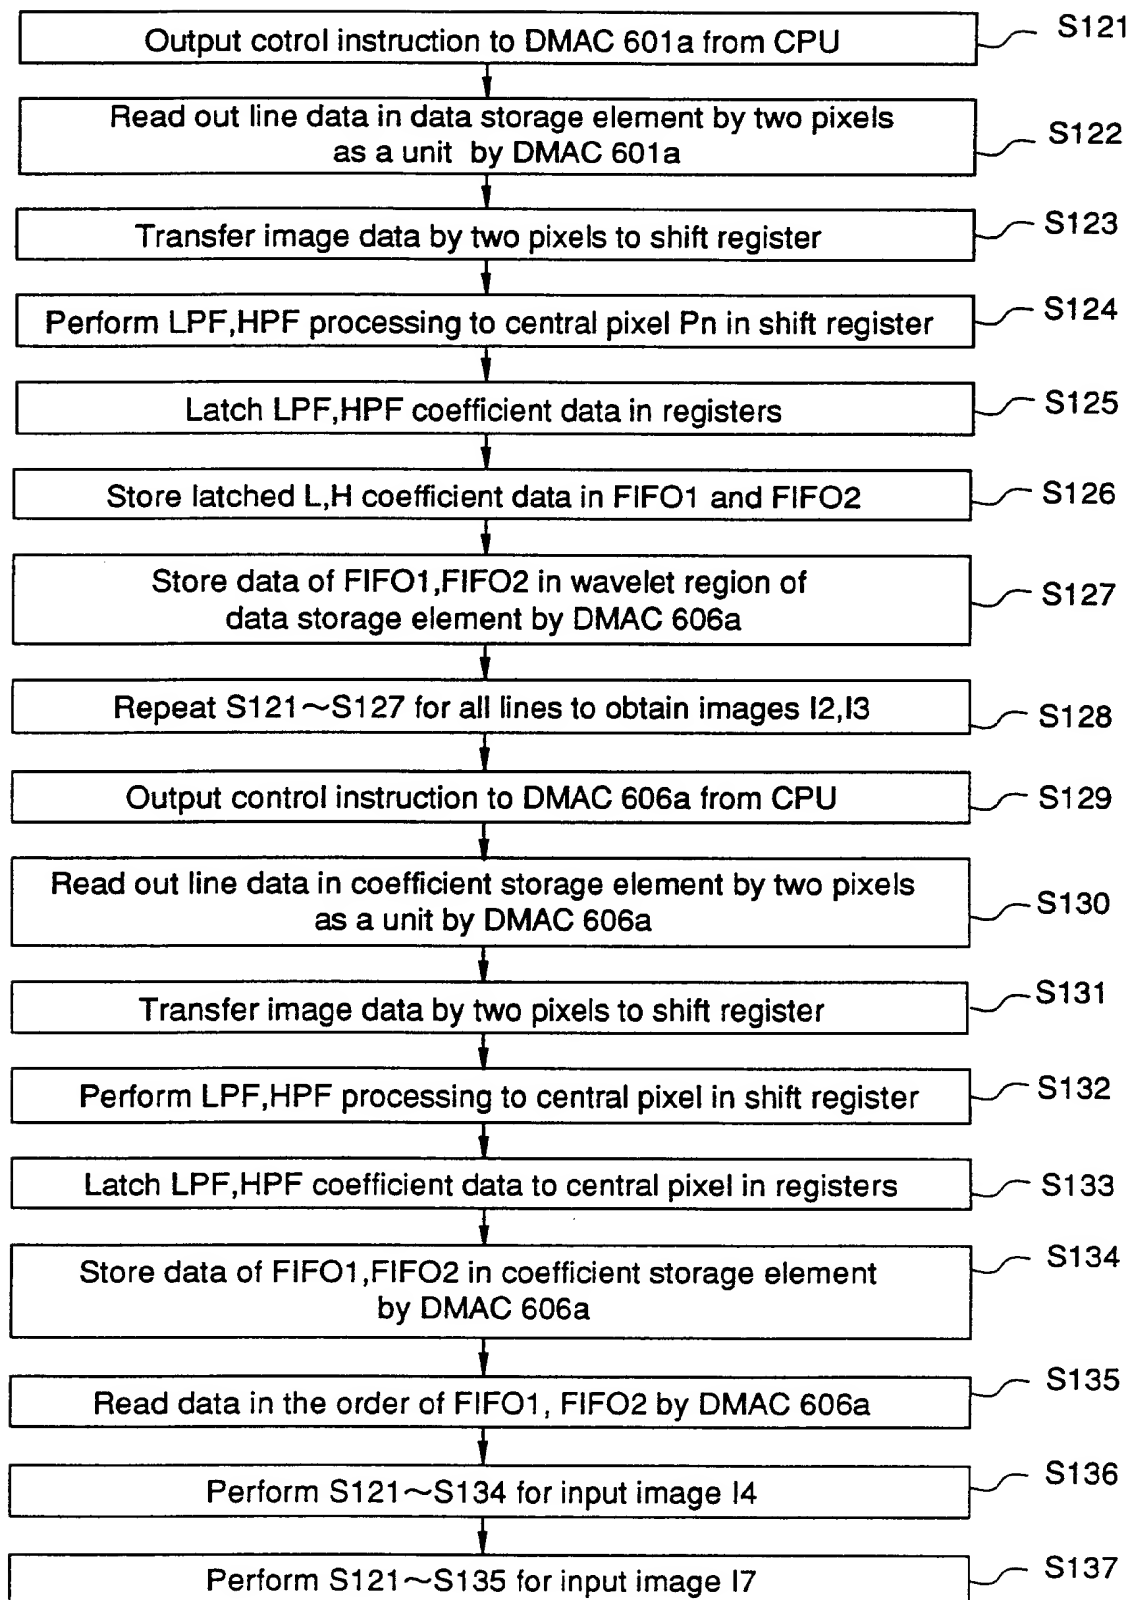 Output cotrol instruction to DMAC 601a from CPU
S121
Read out line data in data storage element by two pixels
as a unit by DMAC 601a
S122
Transfer image data by two pixels to shift register
S123
Perform LPF,HPF processing to central pixel Pn in shift register
S124
Latch LPF,HPF coefficient data in registers
S125
Store latched L,H coefficient data in FIFO1 and FIFO2
S126
Store data of FIFO1,FIFO2 in wavelet region of
data storage element by DMAC 606a
S127
Repeat S121~S127 for all lines to obtain images I2,I3
S128
Output control instruction to DMAC 606a from CPU
S129
Read out line data in coefficient storage element by two pixels
as a unit by DMAC 606a
S130
Transfer image data by two pixels to shift register
S131
Perform LPF,HPF processing to central pixel in shift register
S132
Latch LPF,HPF coefficient data to central pixel in registers
S133
Store data of FIFO1,FIFO2 in coefficient storage element
by DMAC 606a
S134
Read data in the order of FIFO1, FIFO2 by DMAC 606a
S135
Perform S121~S134 for input image I4
S136
Perform S121~S135 for input image I7
S137